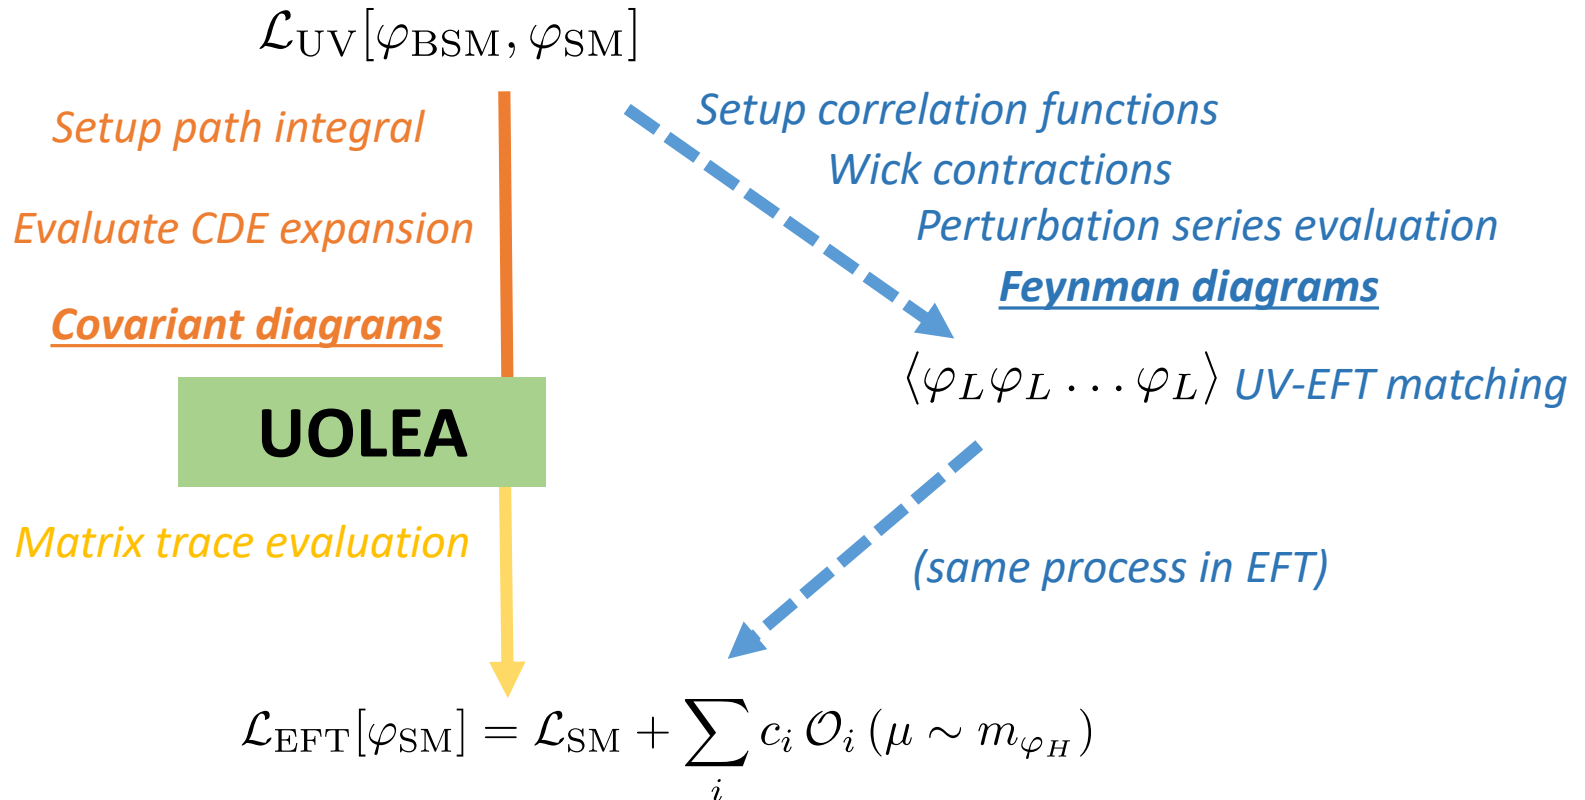 ℒ_UV[φ_BSM, φ_SM]
Setup path integral
Evaluate CDE expansion
Covariant diagrams
UOLEA
Matrix trace evaluation
Setup correlation functions
Wick contractions
Perturbation series evaluation
Feynman diagrams
⟨φ_L φ_L … φ_L⟩ UV-EFT matching
(same process in EFT)
ℒ_EFT[φ_SM] = ℒ_SM + ∑_i c_i 𝒪_i (μ ∼ m_φ_H)